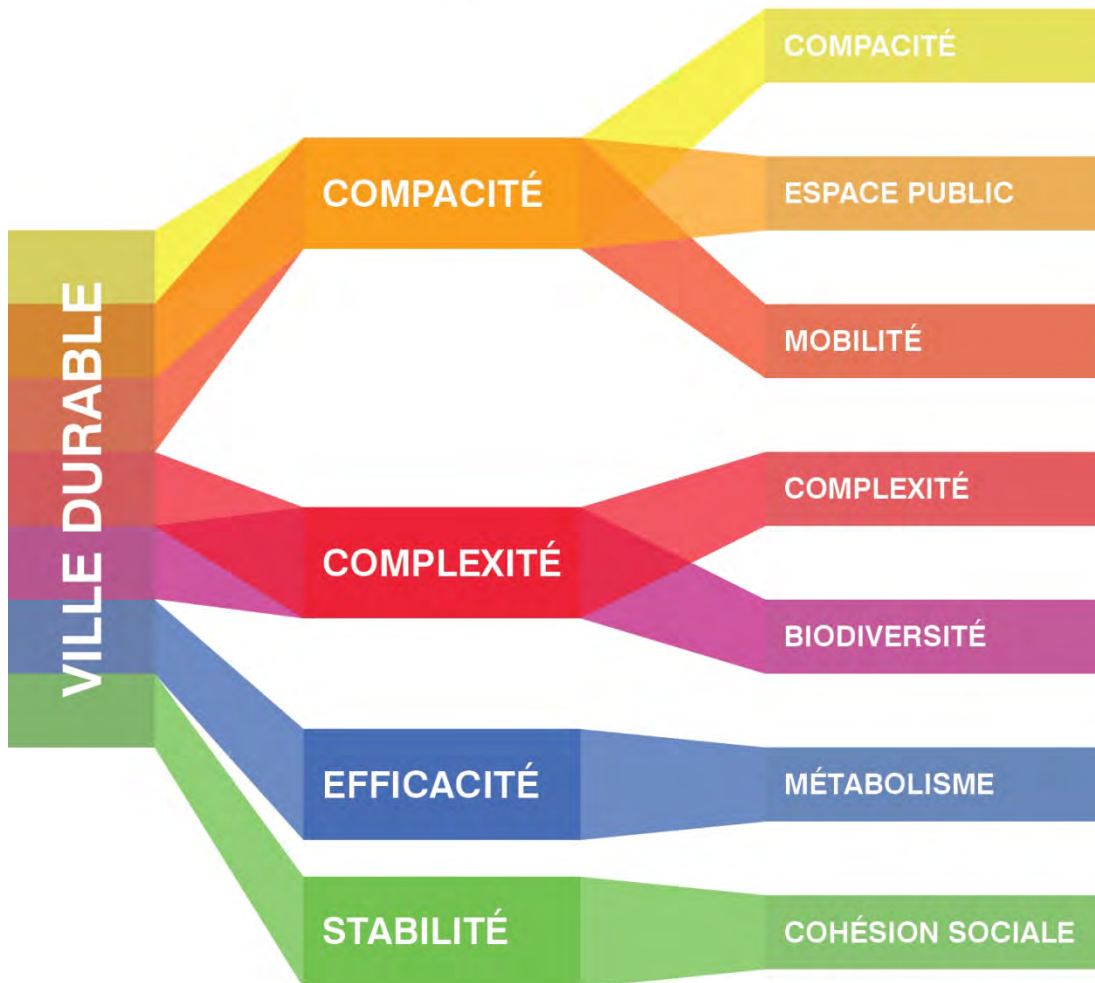 VILLE DURABLE
COMPACITÉ
COMPLEXITÉ
EFFICACITÉ
STABILITÉ
COMPACITÉ
ESPACE PUBLIC
MOBILITÉ
COMPLEXITÉ
BIODIVERSITÉ
MÉTABOLISME
COHÉSION SOCIALE